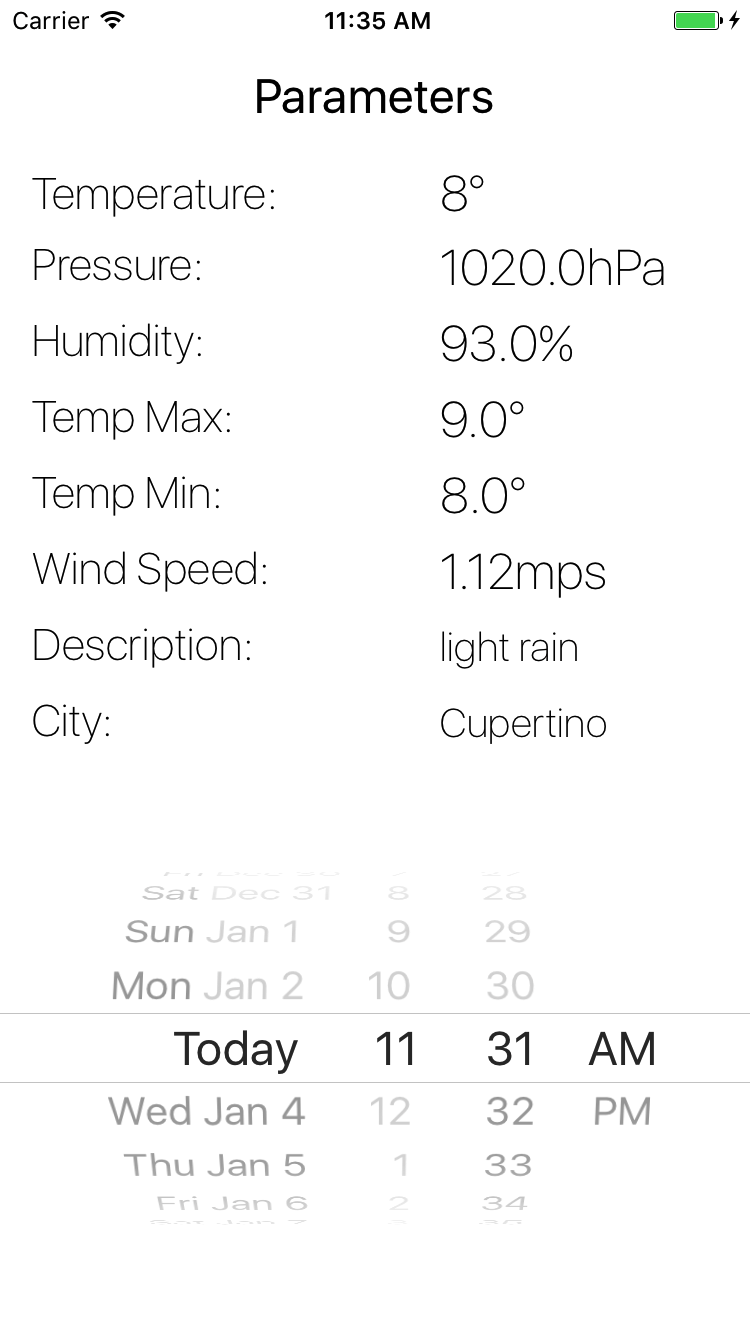 Carrier 11:35 AM
Parameters
Temperature: 8°
Pressure: 1020.0hPa
Humidity: 93.0%
Temp Max: 9.0°
Temp Min: 8.0°
Wind Speed: 1.12mps
Description: light rain
City: Cupertino
Sat Dec 31 8 28
Sun Jan 1 9 29
Mon Jan 2 10 30
Today 11 31 AM
Wed Jan 4 12 32 PM
Thu Jan 5 1 33
Fri Jan 6 2 34